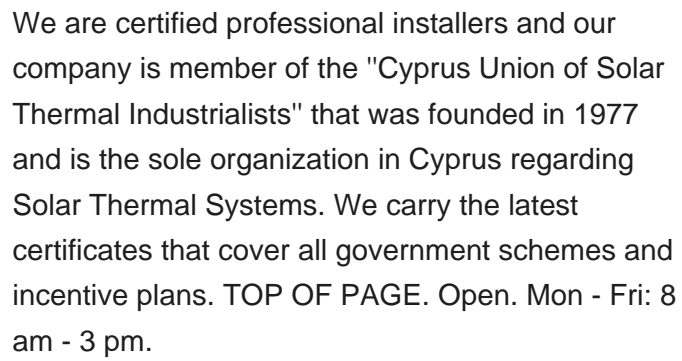 We are certified professional installers and our
company is member of the "Cyprus Union of Solar
Thermal Industrialists" that was founded in 1977
and is the sole organization in Cyprus regarding
Solar Thermal Systems. We carry the latest
certificates that cover all government schemes and
incentive plans. TOP OF PAGE. Open. Mon - Fri: 8
am - 3 pm.